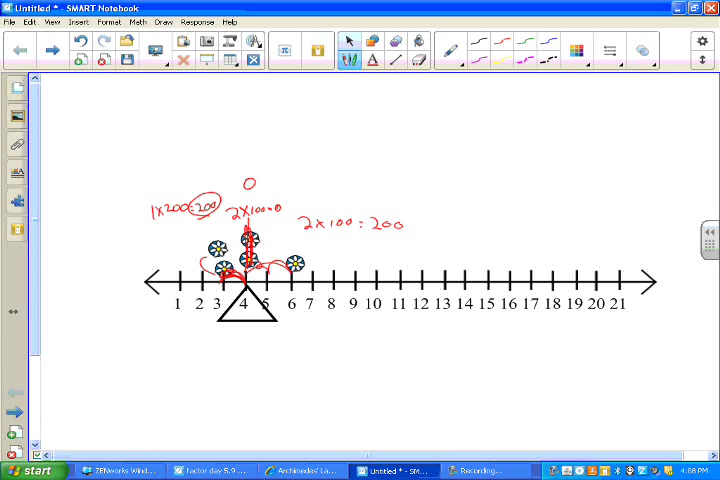 Untitled * - SMART Notebook
File Edit View Insert Format Math Draw Response Help
0
1x200=200
2x100=0
2x100=200
1 2 3 4 5 6 7 8 9 10 11 12 13 14 15 16 17 18 19 20 21
start
ZENworks Wind...
factor day 5.9 ...
Archimedes' La...
Untitled * - SM...
Recording...
4:08 PM